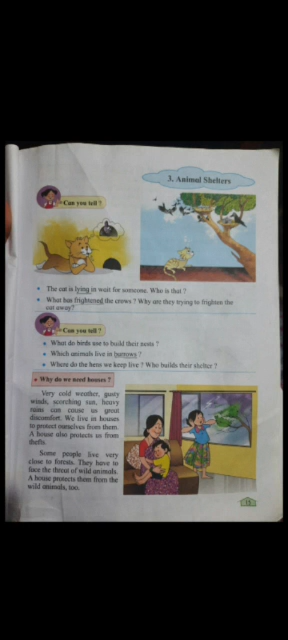 3. Animal Shelters
Can you tell ?
• The cat is lying in wait for someone. Who is that ?
• What has frightened the crows ? Why are they trying to frighten the
cat away?
Can you tell ?
• What do birds use to build their nests ?
• Which animals live in burrows ?
• Where do the hens we keep live ? Who builds their shelter ?
• Why do we need houses ?
Very cold weather, gusty
winds, scorching sun, heavy
rains can cause us great
discomfort. We live in houses
to protect ourselves from them.
A house also protects us from
thefts.
Some people live very
close to forests. They have to
face the threat of wild animals.
A house protects them from the
wild animals, too.